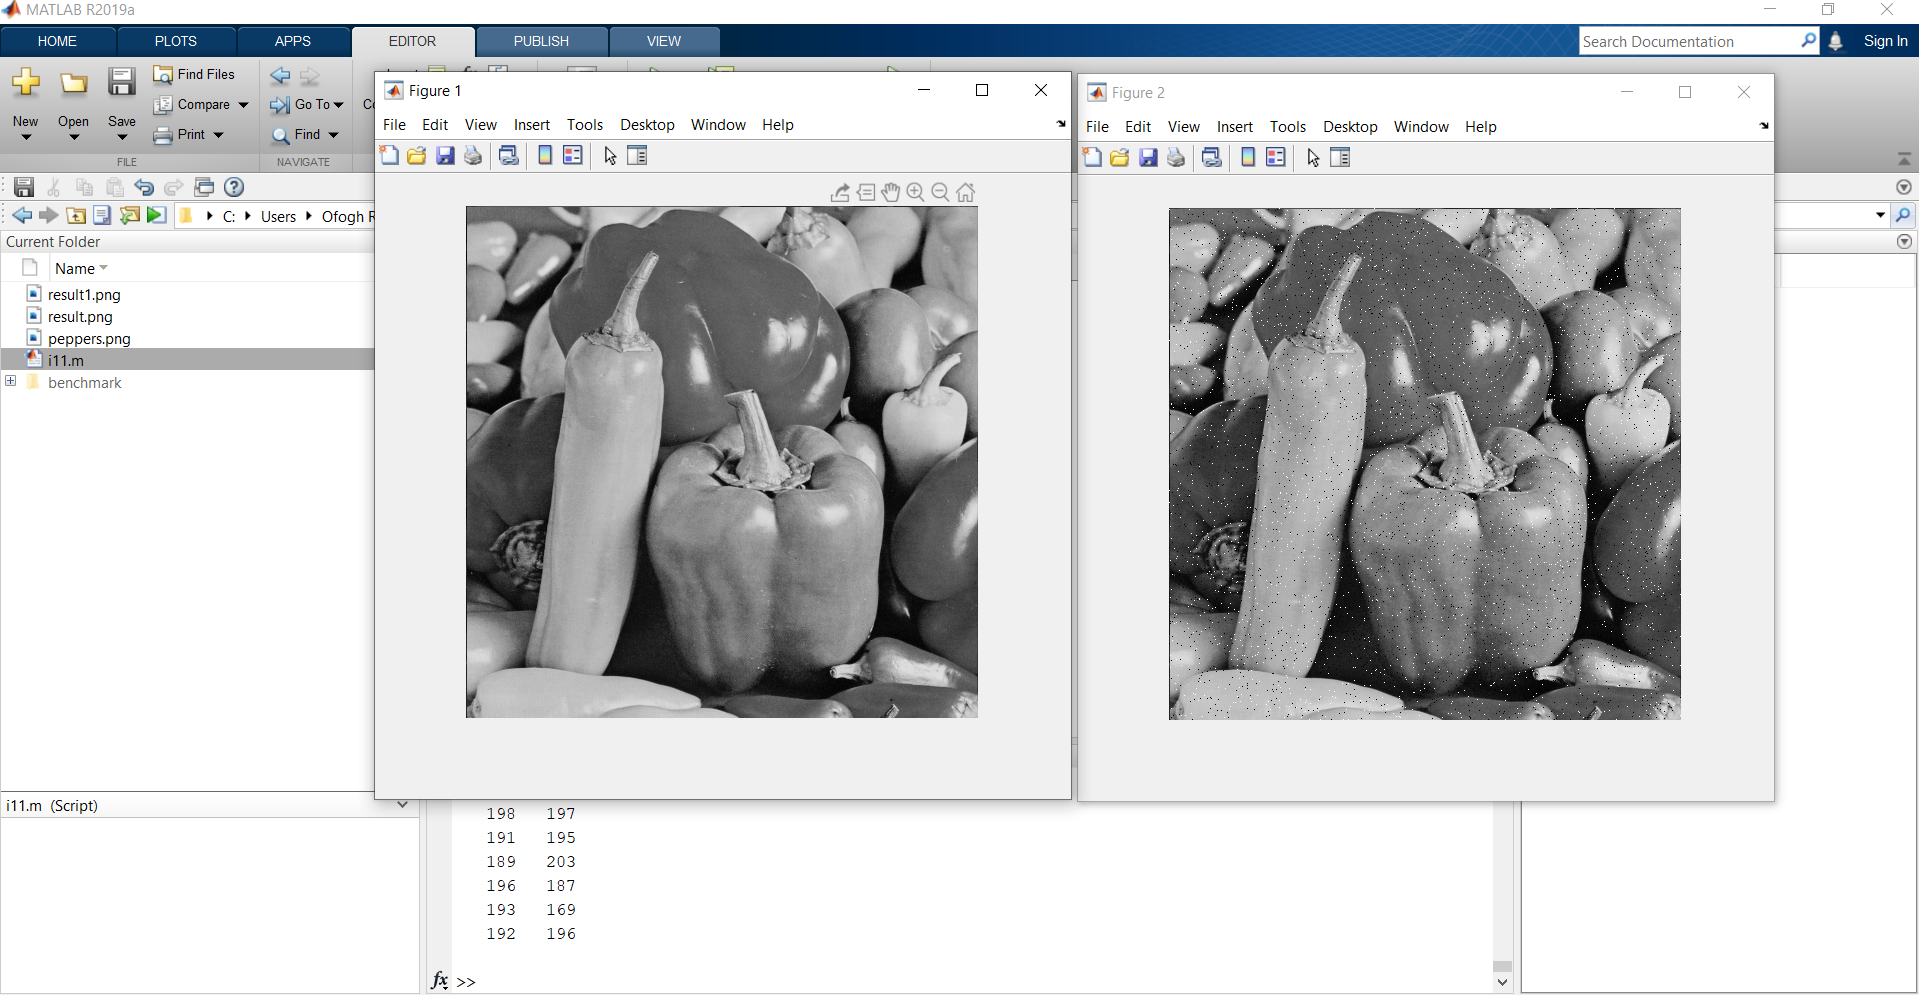 MATLAB R2019a
HOME PLOTS APPS EDITOR PUBLISH VIEW
Search Documentation
Sign In
New
Open
Save
Find Files
Compare
Print
FILE
Go To
Find
NAVIGATE
C: Users Ofogh R
Current Folder
Name
result1.png
result.png
peppers.png
i11.m
benchmark
i11.m (Script)
Figure 1
File Edit View Insert Tools Desktop Window Help
Figure 2
File Edit View Insert Tools Desktop Window Help
198 197
191 195
189 203
196 187
193 169
192 196
fx >>